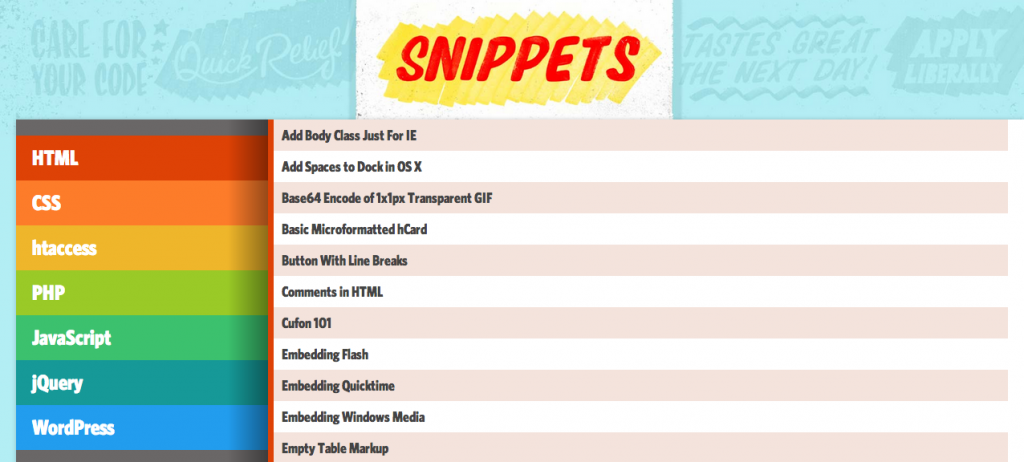 CARE FOR
YOUR CODE
Quick Relief!
SNIPPETS
TASTES GREAT
THE NEXT DAY!
APPLY
LIBERALLY
HTML
CSS
htaccess
PHP
JavaScript
jQuery
WordPress
Add Body Class Just For IE
Add Spaces to Dock in OS X
Base64 Encode of 1x1px Transparent GIF
Basic Microformatted hCard
Button With Line Breaks
Comments in HTML
Cufon 101
Embedding Flash
Embedding Quicktime
Embedding Windows Media
Empty Table Markup